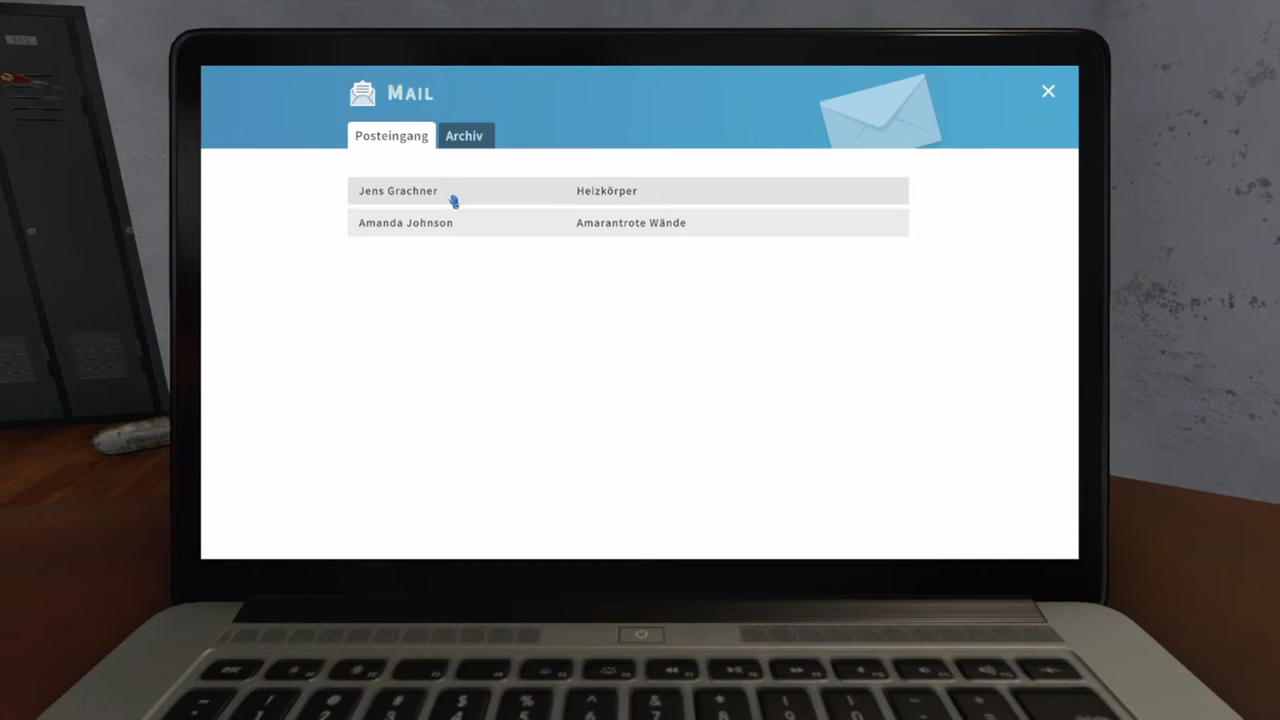 MAIL
Posteingang Archiv
Jens Grachner Heizkörper
Amanda Johnson Amarantrote Wände